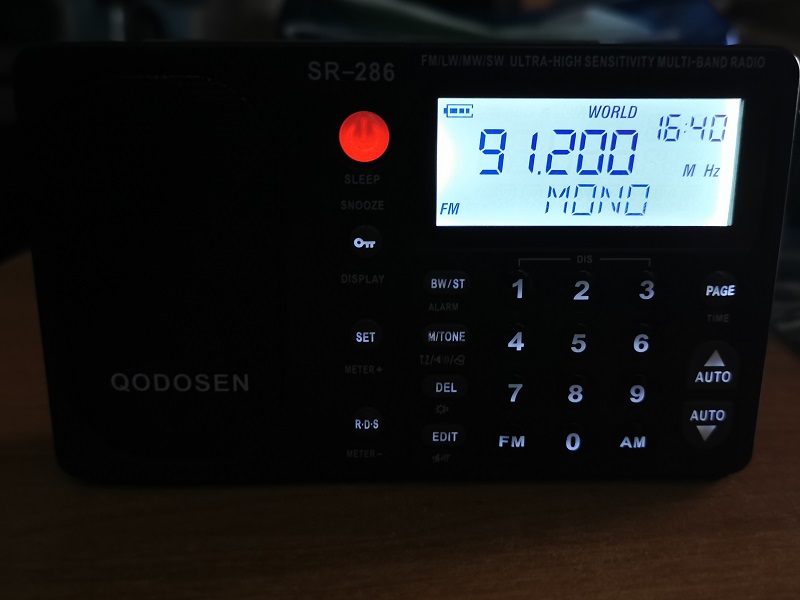 SR-286
FM/LW/MW/SW ULTRA-HIGH SENSITIVITY MULTI-BAND RADIO
WORLD
16:40
91.200
M Hz
FM
MONO
SLEEP
SNOOZE
DISPLAY
SET
METER+
R·D·S
METER−
QODOSEN
DIS
BW/ST
1
2
3
PAGE
ALARM
TIME
M/TONE
4
5
6
AUTO
DEL
7
8
9
AUTO
EDIT
FM
0
AM